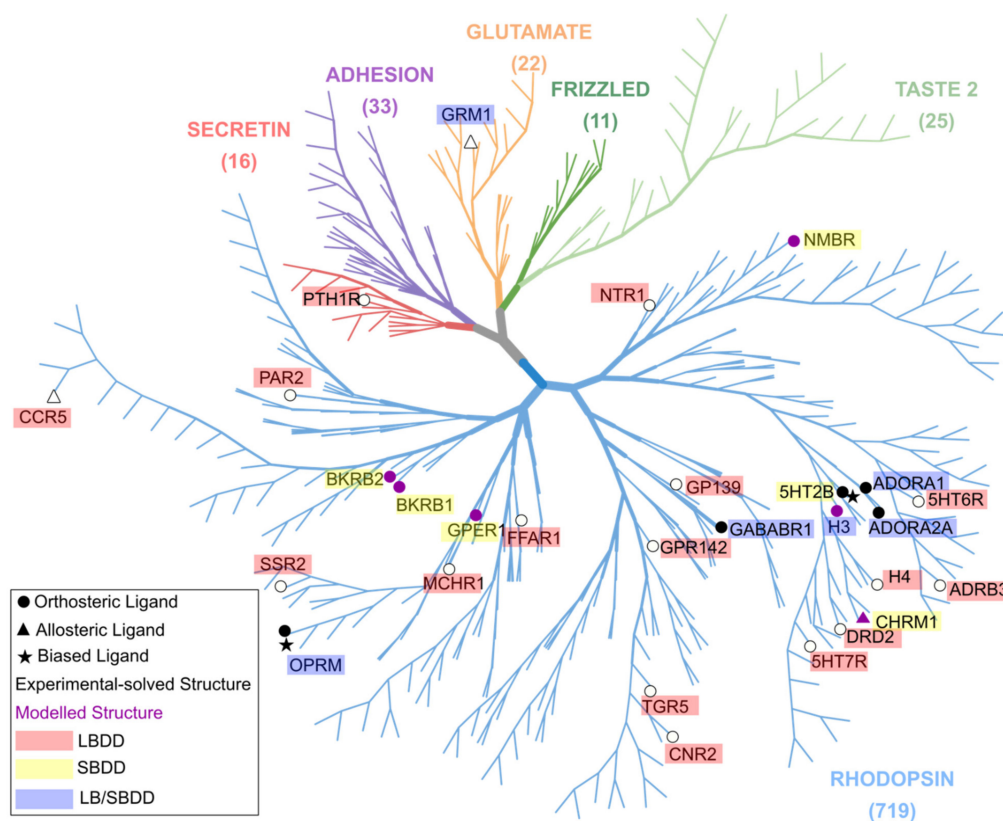 GLUTAMATE
(22)
ADHESION
(33)
FRIZZLED
(11)
TASTE 2
(25)
GRM1
SECRETIN
(16)
NMBR
PTH1R
NTR1
PAR2
CCR5
BKRB2
BKRB1
GPER1
FFAR1
GP139
5HT2B
ADORA1
5HT6R
H3
ADORA2A
GABABR1
GPR142
SSR2
MCHR1
H4
ADRB3
CHRM1
DRD2
5HT7R
OPRM
TGR5
CNR2
RHODOPSIN
(719)
Orthosteric Ligand
Allosteric Ligand
Biased Ligand
Experimental-solved Structure
Modelled Structure
LBDD
SBDD
LB/SBDD